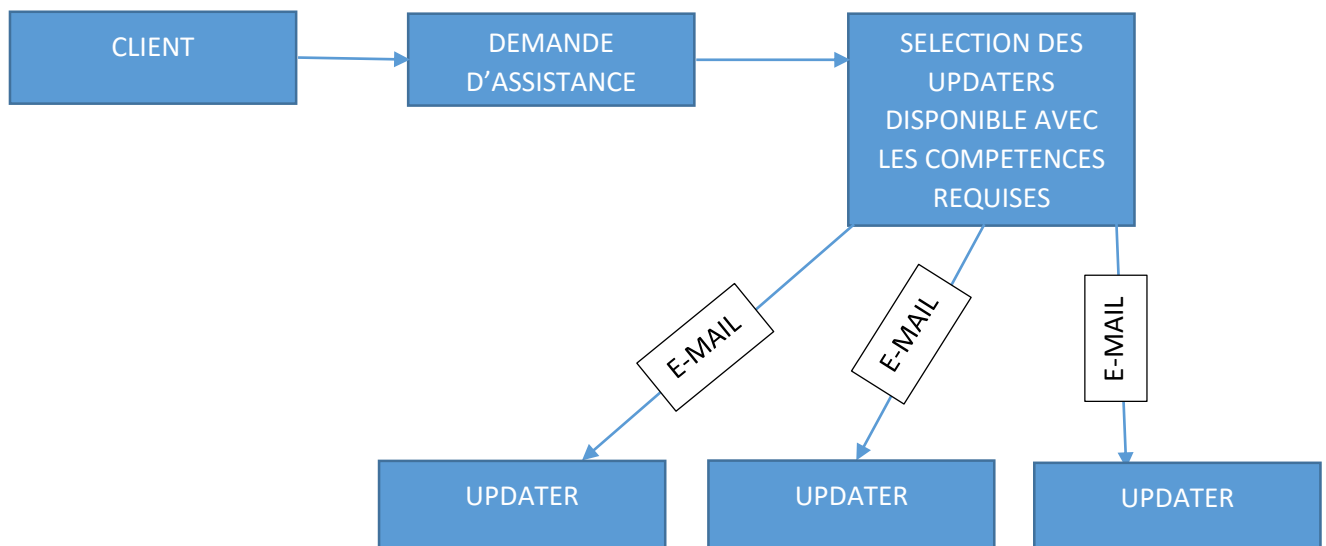 CLIENT
DEMANDE
D’ASSISTANCE
SELECTION DES
UPDATERS
DISPONIBLE AVEC
LES COMPETENCES
REQUISES
E-MAIL
E-MAIL
E-MAIL
UPDATER
UPDATER
UPDATER